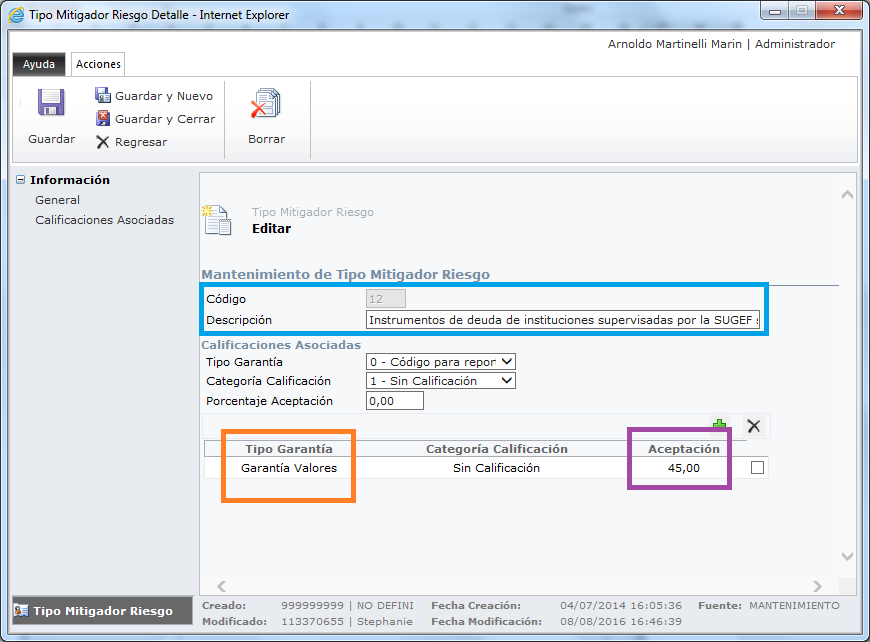 Tipo Mitigador Riesgo Detalle - Internet Explorer
Arnoldo Martinelli Marin | Administrador
Ayuda Acciones
Guardar
Guardar y Nuevo
Guardar y Cerrar
Regresar
Borrar
Información
General
Calificaciones Asociadas
Tipo Mitigador Riesgo
Editar
Mantenimiento de Tipo Mitigador Riesgo
Código 12
Descripción Instrumentos de deuda de instituciones supervisadas por la SUGEF
Calificaciones Asociadas
Tipo Garantía 0 - Código para repor
Categoría Calificación 1 - Sin Calificación
Porcentaje Aceptación 0,00
Tipo Garantía Categoría Calificación Aceptación
Garantía Valores Sin Calificación 45,00
Tipo Mitigador Riesgo
Creado: 999999999 | NO DEFINI Fecha Creación: 04/07/2014 16:05:36 Fuente: MANTENIMIENTO
Modificado: 113370655 | Stephanie Fecha Modificación: 08/08/2016 16:46:39